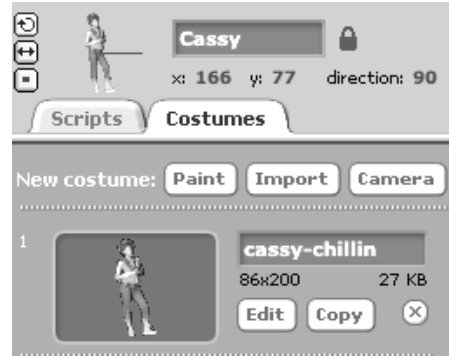 Cassy
x: 166 y: 77 direction: 90
Scripts Costumes
New costume: Paint Import Camera
1
cassy-chillin
86x200 27 KB
Edit Copy